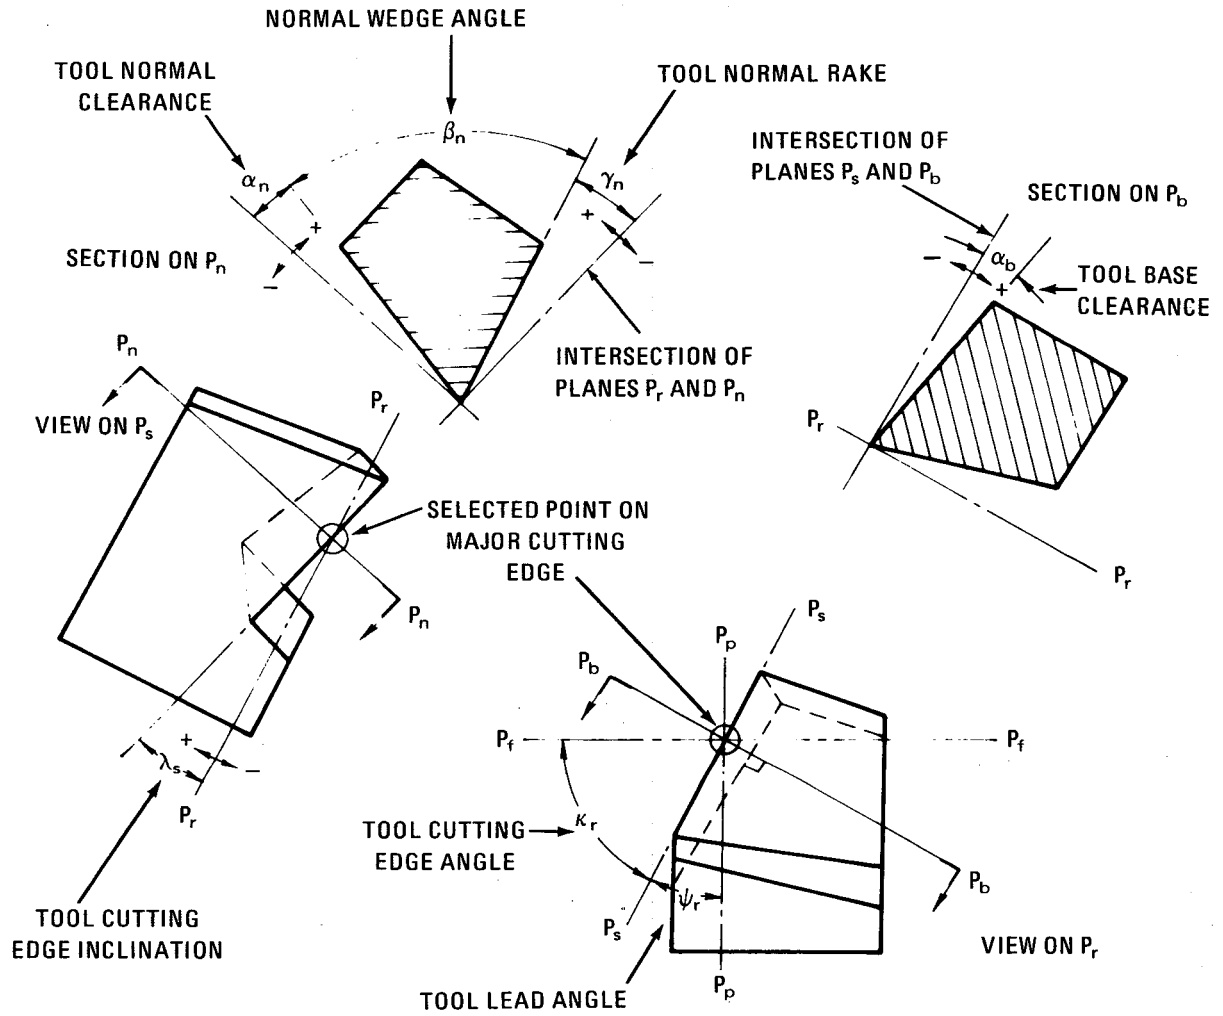 NORMAL WEDGE ANGLE
TOOL NORMAL
CLEARANCE
TOOL NORMAL RAKE
βn
αn
γn
+
−
+
−
SECTION ON Pn
INTERSECTION OF
PLANES Pr AND Pn
INTERSECTION OF
PLANES Ps AND Pb
SECTION ON Pb
αb
−
+
TOOL BASE
CLEARANCE
Pr
Pr
Pn
VIEW ON Ps
Pr
SELECTED POINT ON
MAJOR CUTTING
EDGE
Pn
+
−
λs
Pr
TOOL CUTTING
EDGE INCLINATION
Ps
Pp
Pb
Pf
Pf
κr
TOOL CUTTING
EDGE ANGLE
Pb
ψr
Ps
VIEW ON Pr
Pp
TOOL LEAD ANGLE